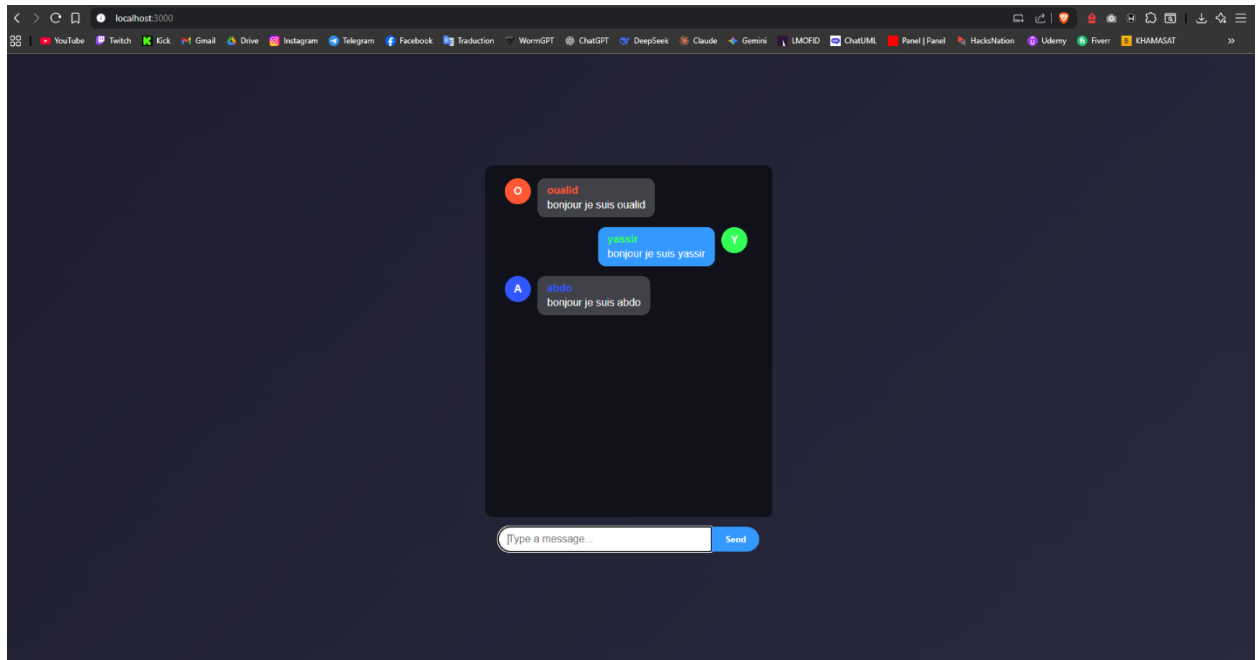 localhost:3000
YouTube Twitch Kick Gmail Drive Instagram Telegram Facebook Traduction WormGPT ChatGPT DeepSeek Claude Gemini LMOFID ChatUML Panel | Panel HacksNation Udemy Fiverr KHAMASAT »
O
oualid
bonjour je suis oualid
yassir
Y
bonjour je suis yassir
A
abdo
bonjour je suis abdo
Type a message... Send